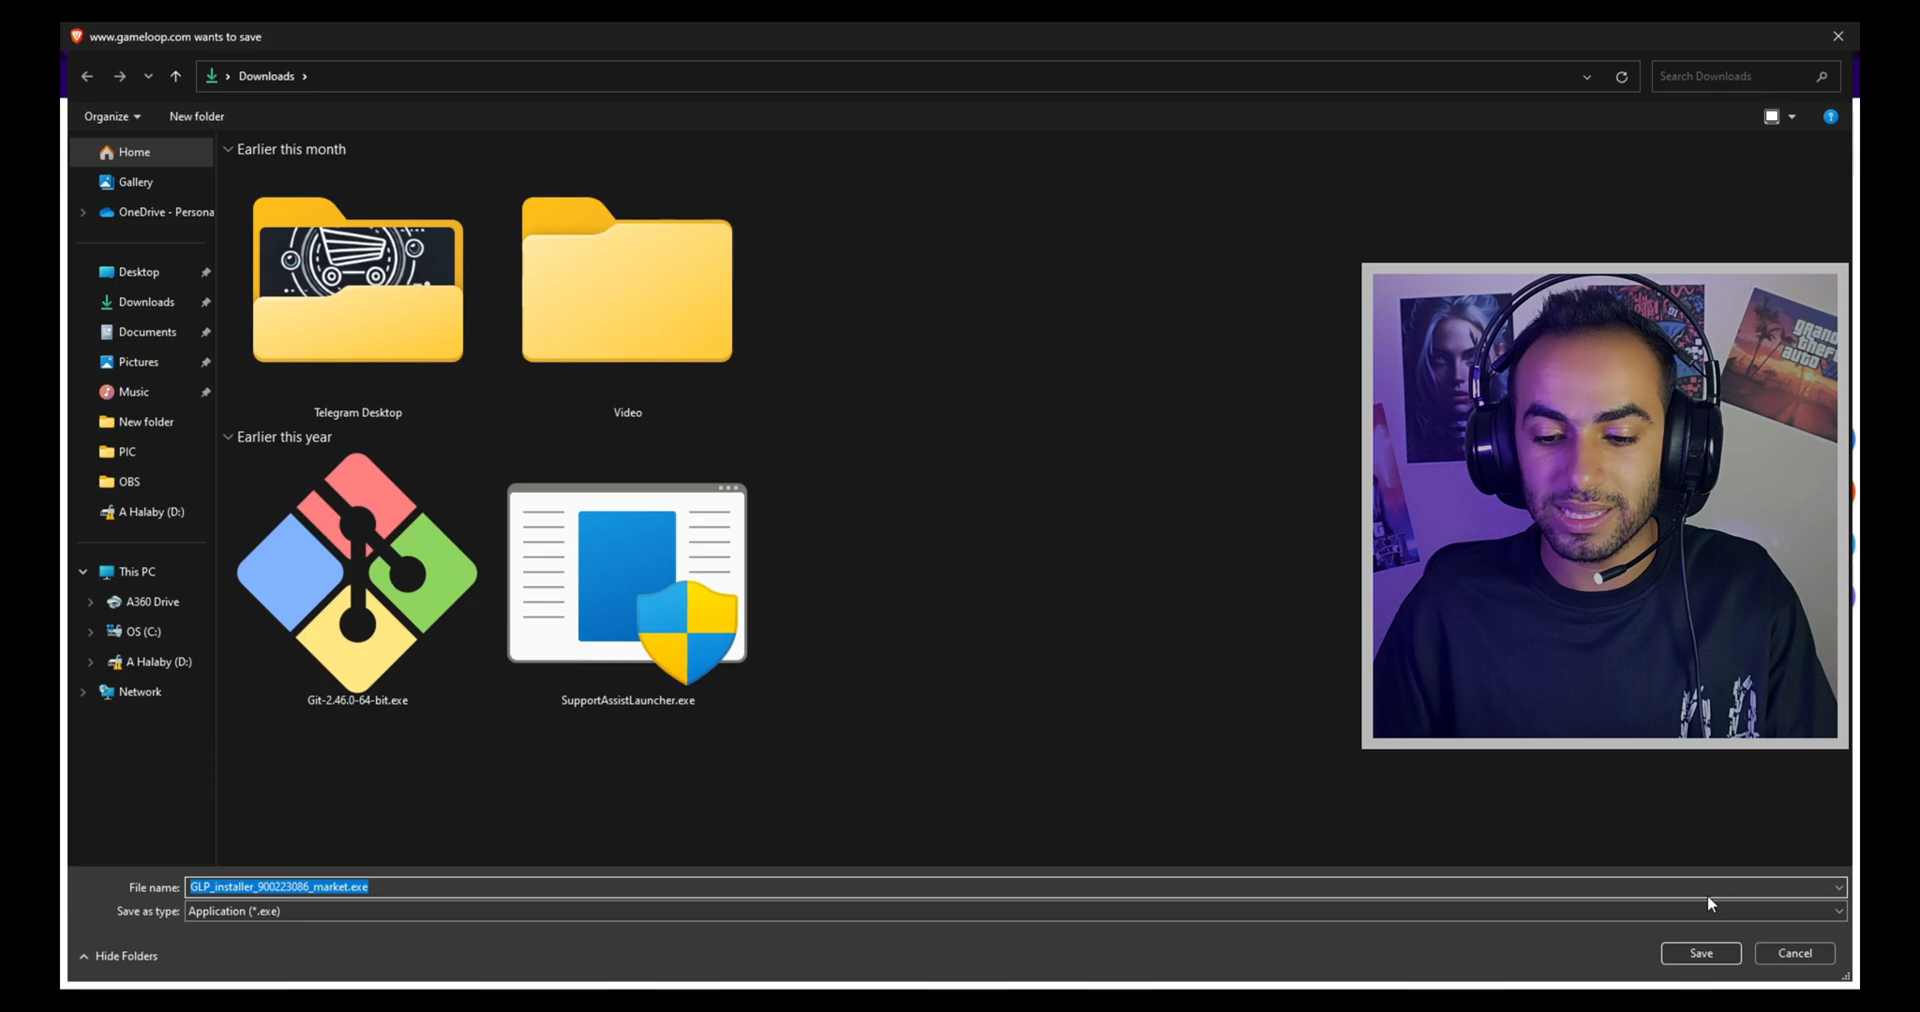 www.gameloop.com wants to save
Downloads
Search Downloads
Organize
New folder
Home
Gallery
OneDrive - Persona
Desktop
Downloads
Documents
Pictures
Music
New folder
PIC
OBS
A Halaby (D:)
This PC
A360 Drive
OS (C:)
A Halaby (D:)
Network
Earlier this month
Telegram Desktop
Video
Earlier this year
Git-2.46.0-64-bit.exe
SupportAssistLauncher.exe
grand
theft
auto
File name: GLP_installer_900223086_market.exe
Save as type: Application (*.exe)
Hide Folders
Save
Cancel